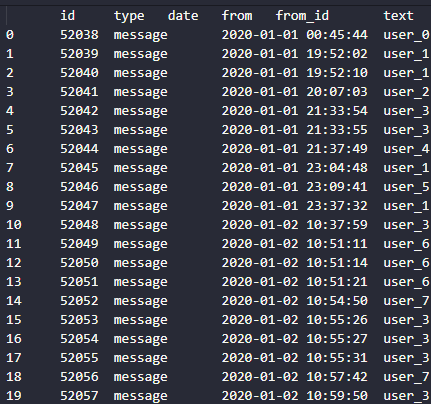 id type date from from_id text
0 52038 message 2020-01-01 00:45:44 user_0
1 52039 message 2020-01-01 19:52:02 user_1
2 52040 message 2020-01-01 19:52:10 user_1
3 52041 message 2020-01-01 20:07:03 user_2
4 52042 message 2020-01-01 21:33:54 user_3
5 52043 message 2020-01-01 21:33:55 user_3
6 52044 message 2020-01-01 21:37:49 user_4
7 52045 message 2020-01-01 23:04:48 user_1
8 52046 message 2020-01-01 23:09:41 user_5
9 52047 message 2020-01-01 23:37:32 user_1
10 52048 message 2020-01-02 10:37:59 user_3
11 52049 message 2020-01-02 10:51:11 user_6
12 52050 message 2020-01-02 10:51:14 user_6
13 52051 message 2020-01-02 10:51:21 user_6
14 52052 message 2020-01-02 10:54:50 user_7
15 52053 message 2020-01-02 10:55:26 user_3
16 52054 message 2020-01-02 10:55:27 user_3
17 52055 message 2020-01-02 10:55:31 user_3
18 52056 message 2020-01-02 10:57:42 user_7
19 52057 message 2020-01-02 10:59:50 user_3